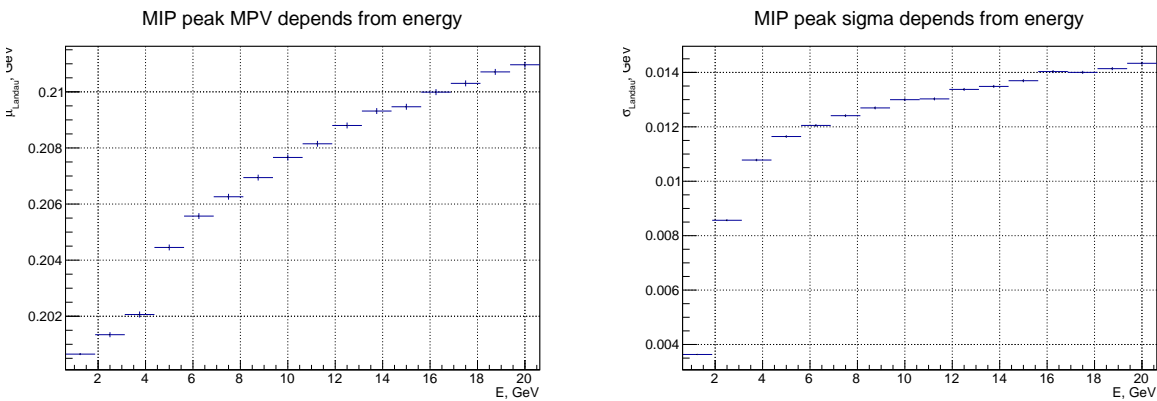 MIP peak MPV depends from energy
μLandau, GeV
0.21
0.208
0.206
0.204
0.202
2 4 6 8 10 12 14 16 18 20
E, GeV
MIP peak sigma depends from energy
σLandau, GeV
0.014
0.012
0.01
0.008
0.006
0.004
2 4 6 8 10 12 14 16 18 20
E, GeV